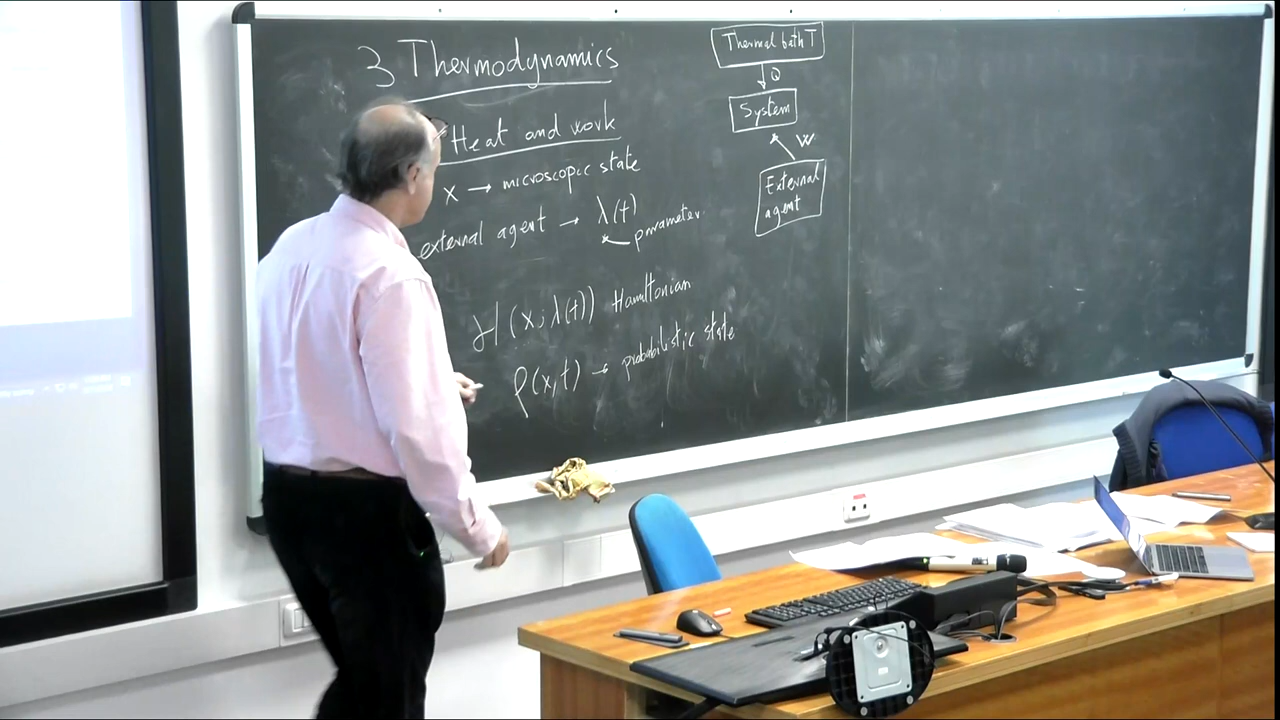 3 Thermodynamics
Heat and work
x → microscopic state
external agent → λ(t)
parameter
H(x; λ(t)) Hamiltonian
ρ(x,t) → probabilistic state
Thermal bath T
Q
System
W
External
agent